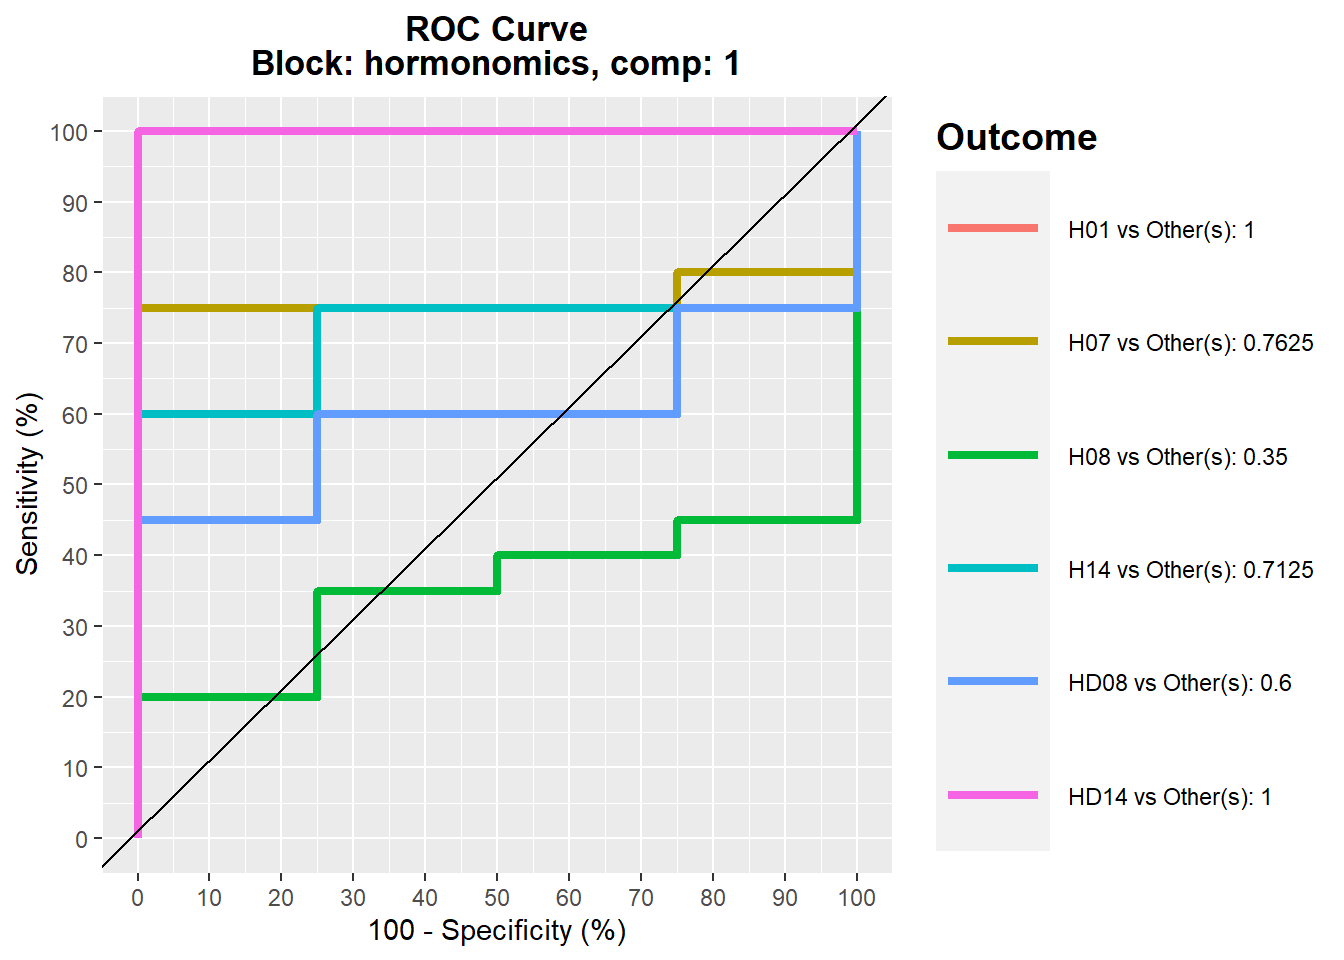 ROC Curve
Block: hormonomics, comp: 1
100
90
80
70
60
50
40
30
20
10
0
Sensitivity (%)
0 10 20 30 40 50 60 70 80 90 100
100 - Specificity (%)
Outcome
H01 vs Other(s): 1
H07 vs Other(s): 0.7625
H08 vs Other(s): 0.35
H14 vs Other(s): 0.7125
HD08 vs Other(s): 0.6
HD14 vs Other(s): 1